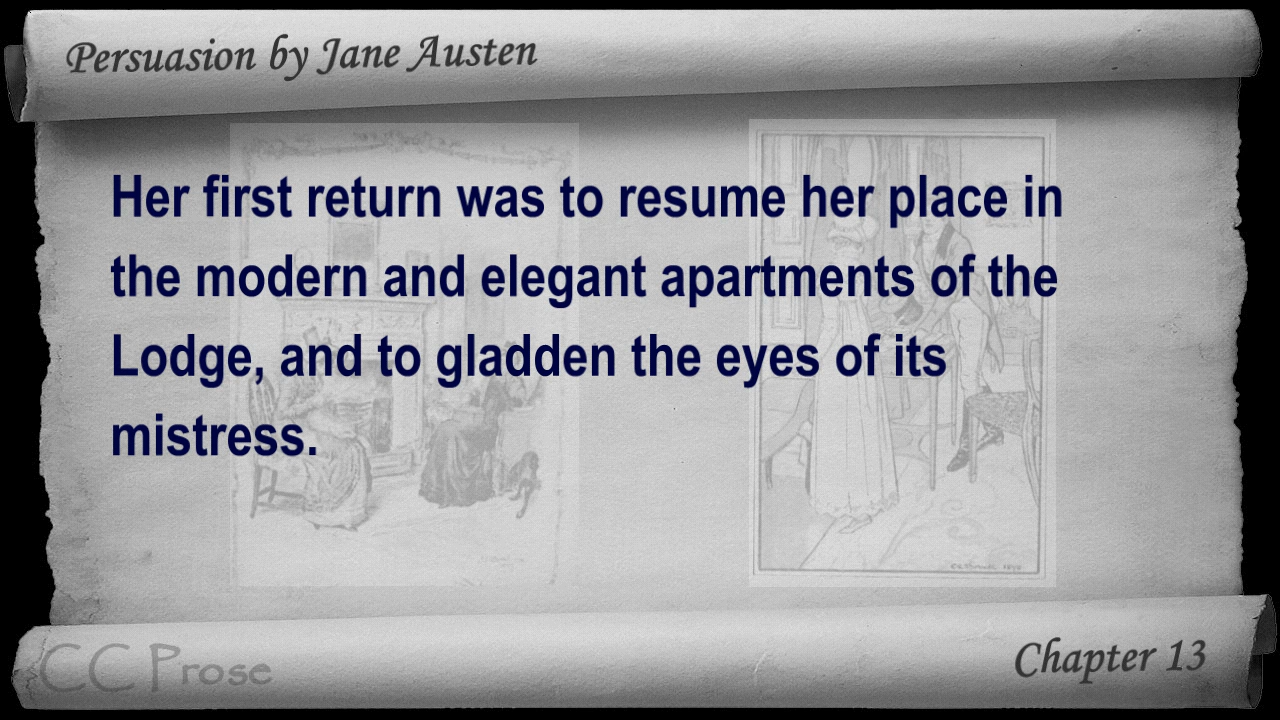 Persuasion by Jane Austen
Her first return was to resume her place in
the modern and elegant apartments of the
Lodge, and to gladden the eyes of its
mistress.
CC Prose
Chapter 13